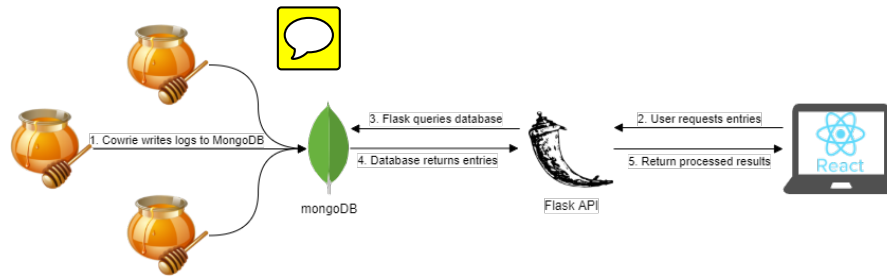 3. Flask queries database
2. User requests entries
1. Cowrie writes logs to MongoDB
4. Database returns entries
5. Return processed results
React
mongoDB
Flask API